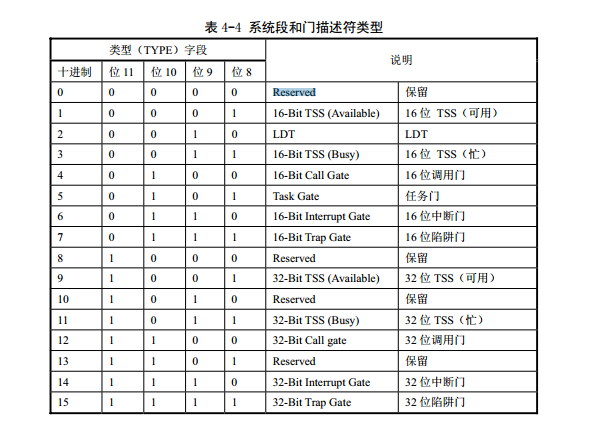 表 4-4 系统段和门描述符类型
类型（TYPE）字段 说明
十进制 位 11 位 10 位 9 位 8
0 0 0 0 0 Reserved 保留
1 0 0 0 1 16-Bit TSS (Available) 16 位 TSS（可用）
2 0 0 1 0 LDT LDT
3 0 0 1 1 16-Bit TSS (Busy) 16 位 TSS（忙）
4 0 1 0 0 16-Bit Call Gate 16 位调用门
5 0 1 0 1 Task Gate 任务门
6 0 1 1 0 16-Bit Interrupt Gate 16 位中断门
7 0 1 1 1 16-Bit Trap Gate 16 位陷阱门
8 1 0 0 0 Reserved 保留
9 1 0 0 1 32-Bit TSS (Available) 32 位 TSS（可用）
10 1 0 1 0 Reserved 保留
11 1 0 1 1 32-Bit TSS (Busy) 32 位 TSS（忙）
12 1 1 0 0 32-Bit Call gate 32 位调用门
13 1 1 0 1 Reserved 保留
14 1 1 1 0 32-Bit Interrupt Gate 32 位中断门
15 1 1 1 1 32-Bit Trap Gate 32 位陷阱门